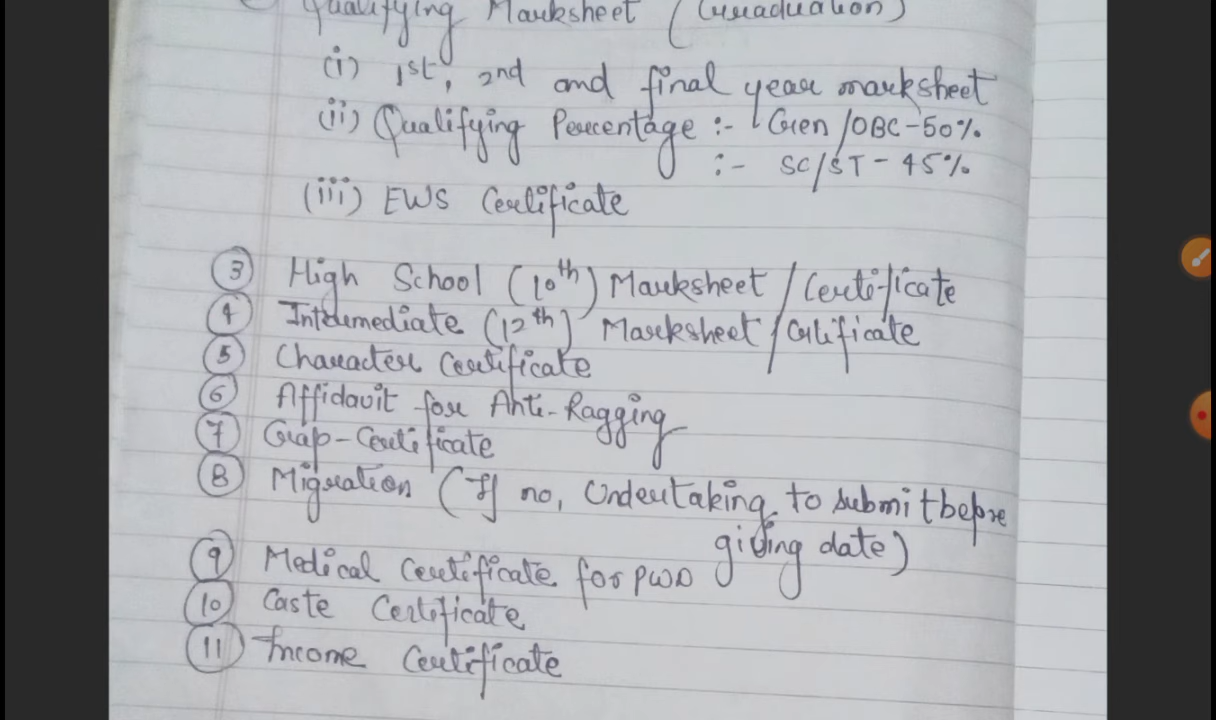 Qualifying Marksheet (Graduation)
(i) 1st, 2nd and final year marksheet
(ii) Qualifying Percentage :- Gen/OBC-50%
:- SC/ST - 45%
(iii) EWS Certificate
3 High School (10th) Marksheet / Certificate
4 Intermediate (12th) Marksheet / Certificate
5 Character Certificate
6 Affidavit for Anti-Ragging
7 Gap-Certificate
8 Migration (If no, Undertaking to submit before
giving date)
9 Medical Certificate for PWD
10 Caste Certificate
11 Income Certificate